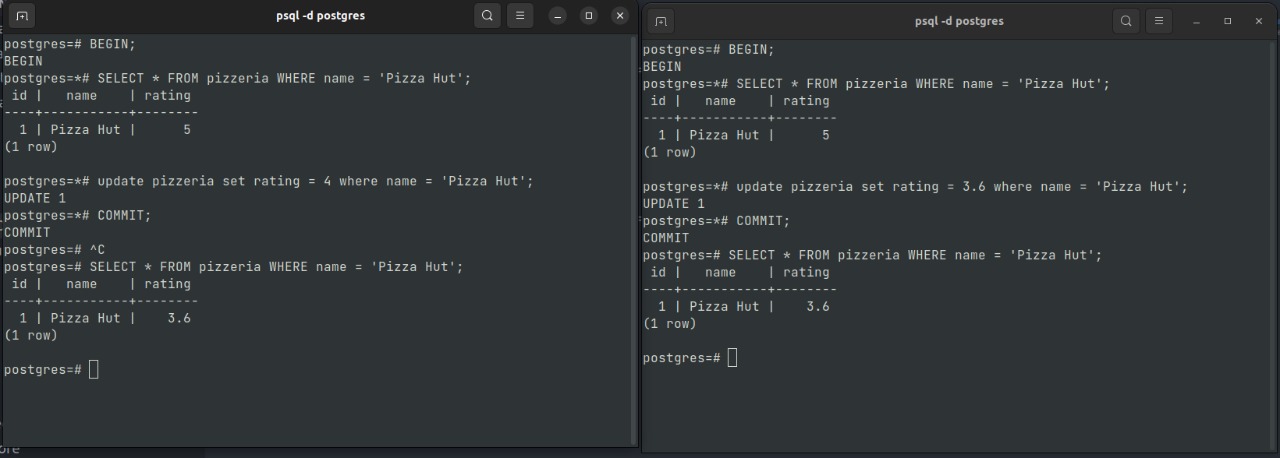 psql -d postgres
postgres=# BEGIN;
BEGIN
postgres=*# SELECT * FROM pizzeria WHERE name = 'Pizza Hut';
 id |   name    | rating
----+-----------+--------
  1 | Pizza Hut |      5
(1 row)

postgres=*# update pizzeria set rating = 4 where name = 'Pizza Hut';
UPDATE 1
postgres=*# COMMIT;
COMMIT
postgres=# ^C
postgres=# SELECT * FROM pizzeria WHERE name = 'Pizza Hut';
 id |   name    | rating
----+-----------+--------
  1 | Pizza Hut |    3.6
(1 row)

postgres=#
psql -d postgres
postgres=# BEGIN;
BEGIN
postgres=*# SELECT * FROM pizzeria WHERE name = 'Pizza Hut';
 id |   name    | rating
----+-----------+--------
  1 | Pizza Hut |      5
(1 row)

postgres=*# update pizzeria set rating = 3.6 where name = 'Pizza Hut';
UPDATE 1
postgres=*# COMMIT;
COMMIT
postgres=# SELECT * FROM pizzeria WHERE name = 'Pizza Hut';
 id |   name    | rating
----+-----------+--------
  1 | Pizza Hut |    3.6
(1 row)

postgres=#